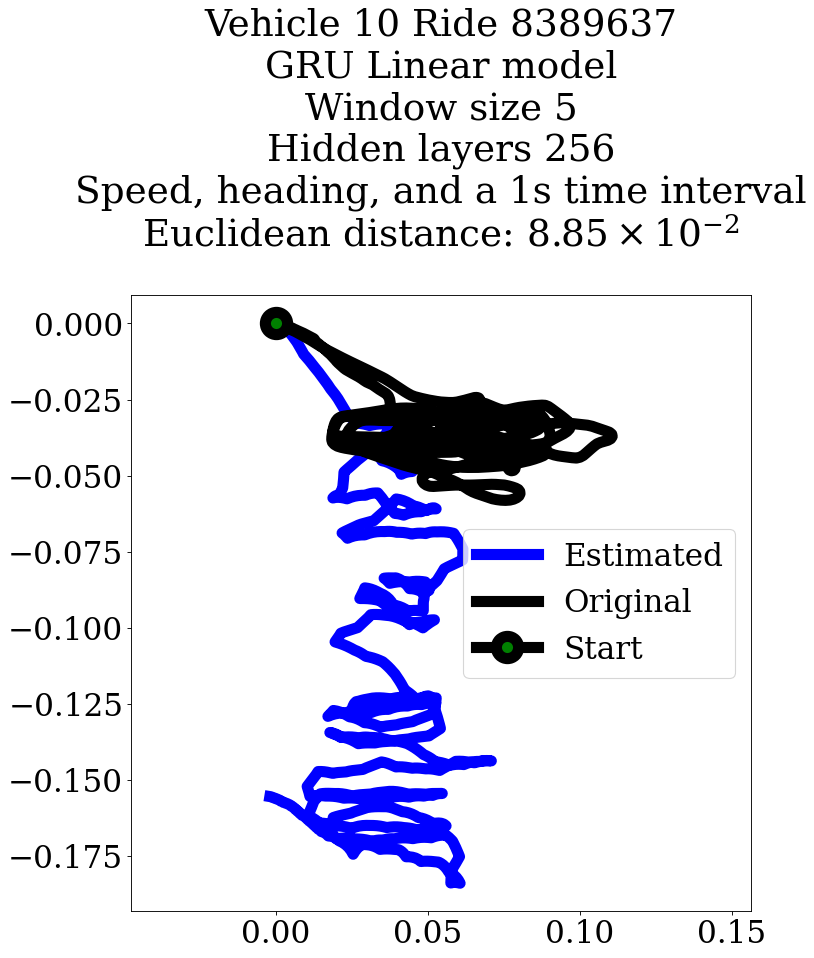 Vehicle 10 Ride 8389637
GRU Linear model
Window size 5
Hidden layers 256
Speed, heading, and a 1s time interval
Euclidean distance: 8.85 × 10⁻²
0.000
−0.025
−0.050
−0.075
−0.100
−0.125
−0.150
−0.175
Estimated
Original
Start
0.00 0.05 0.10 0.15